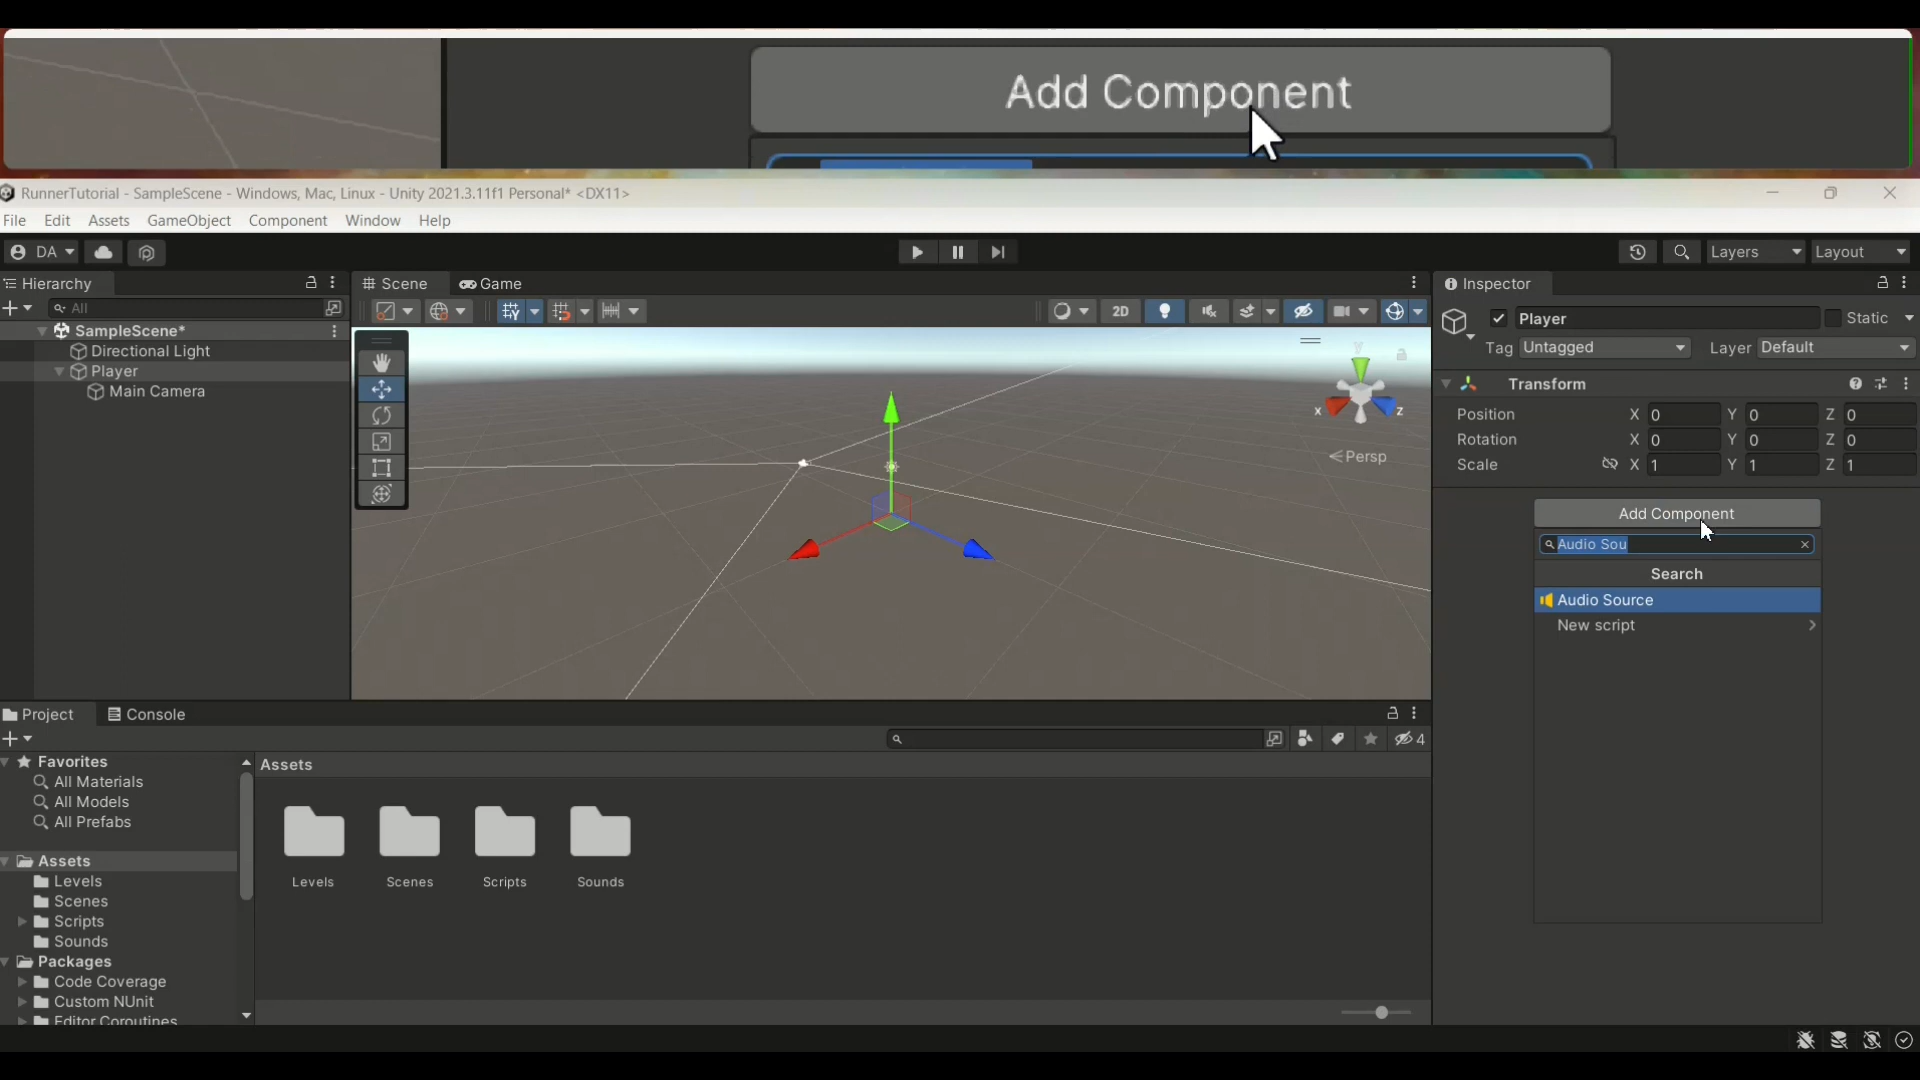 Add Component
RunnerTutorial - SampleScene - Windows, Mac, Linux - Unity 2021.3.11f1 Personal* <DX11>
File Edit Assets GameObject Component Window Help
DA Layers Layout
Hierarchy
All
SampleScene*
Directional Light
Player
Main Camera
Scene Game
2D
y
x z
Persp
Inspector
Player Static
Tag Untagged Layer Default
Transform
Position X 0 Y 0 Z 0
Rotation X 0 Y 0 Z 0
Scale X 1 Y 1 Z 1
Add Component
Audio Sou
Search
Audio Source
New script
Project Console
4
Favorites
All Materials
All Models
All Prefabs
Assets
Levels
Scenes
Scripts
Sounds
Packages
Code Coverage
Custom NUnit
Editor Coroutines
Assets
Levels Scenes Scripts Sounds